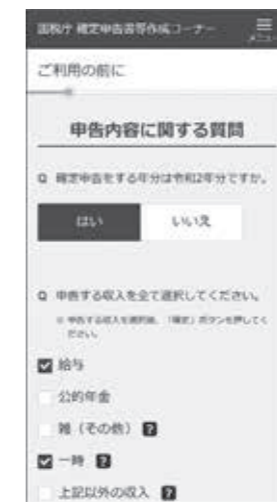 国税庁 確定申告書等作成コーナー
メニュー
ご利用の前に
申告内容に関する質問
Q 確定申告をする年分は令和2年分ですか。
はい いいえ
Q 申告する収入を全て選択してください。
※ 申告する収入を選択後、「確定」ボタンを押してく
ださい。
給与
公的年金
雑（その他） ?
一時 ?
上記以外の収入 ?